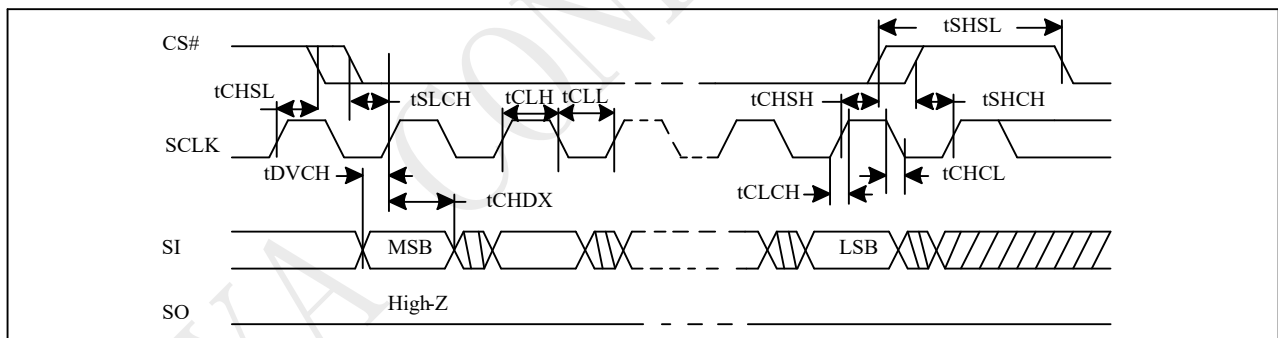 tSHSL
CS#
tCHSL
tSLCH
tCLH
tCLL
tCHSH
tSHCH
SCLK
tDVCH
tCHDX
tCLCH
tCHCL
SI
MSB
LSB
SO
High-Z